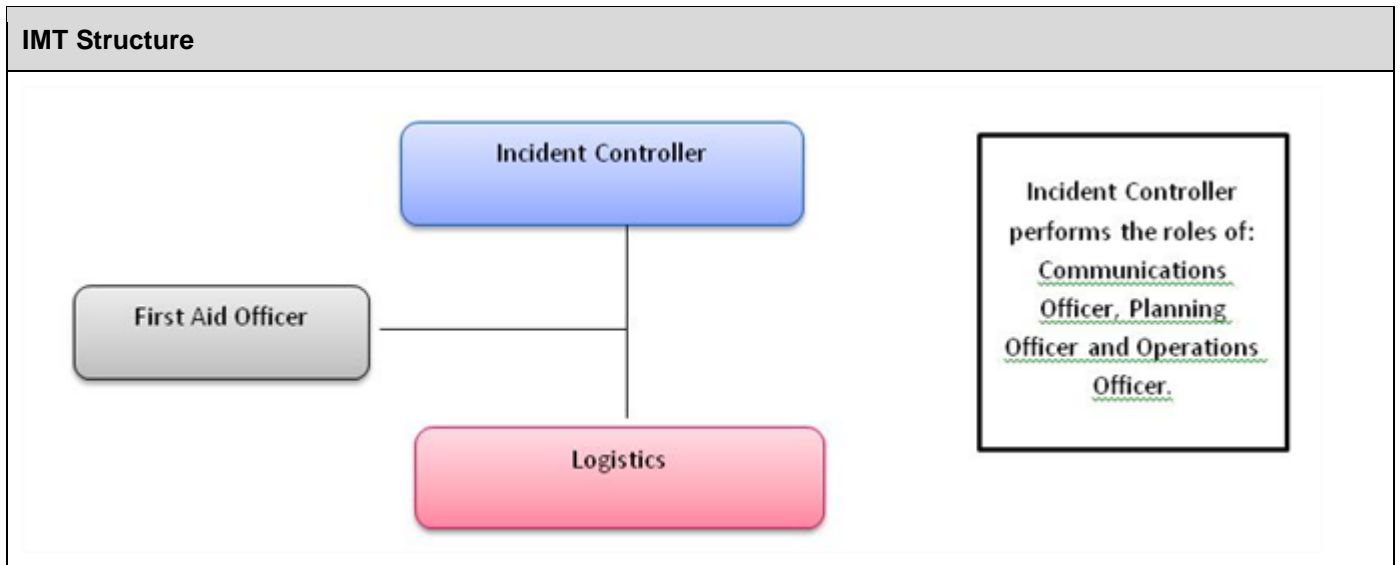 IMT Structure
Incident Controller
First Aid Officer
Logistics
Incident Controller
performs the roles of:
Communications
Officer, Planning
Officer and Operations
Officer.